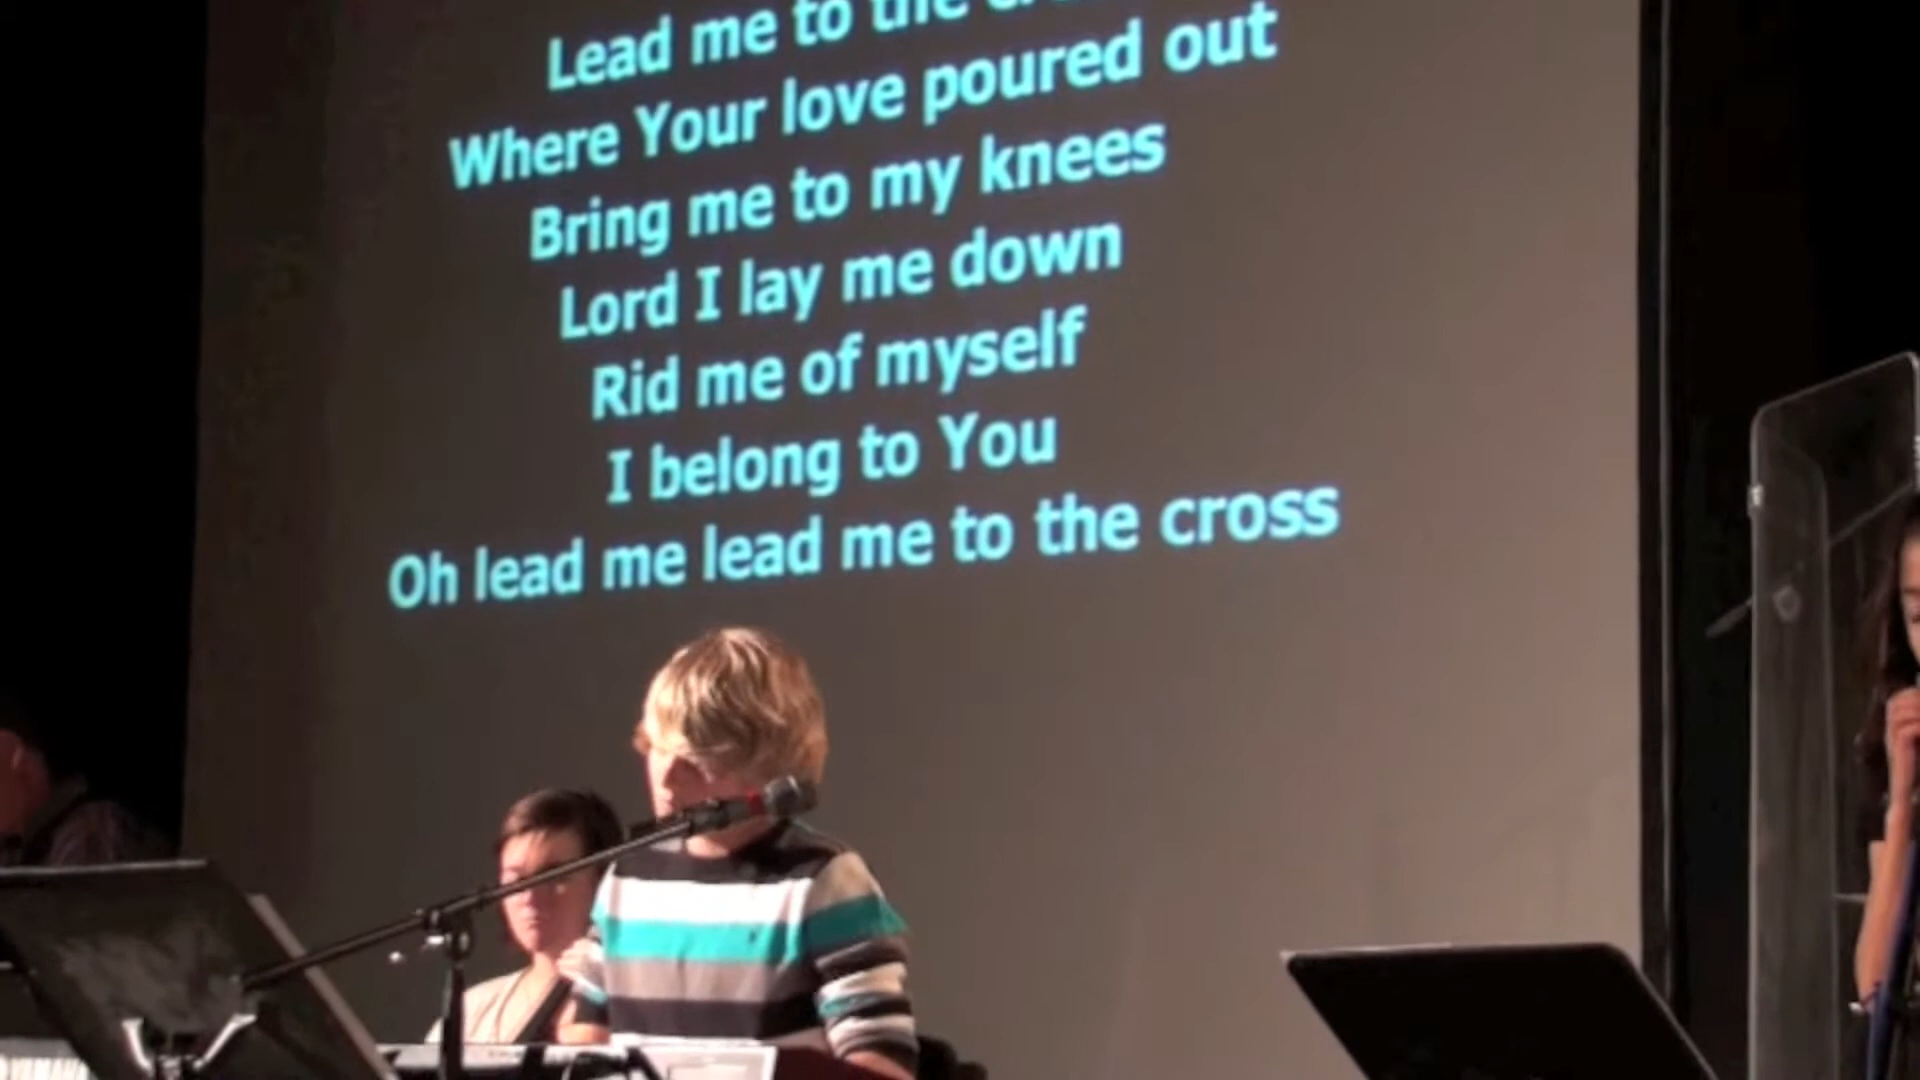 Lead me to the
Where Your love poured out
Bring me to my knees
Lord I lay me down
Rid me of myself
I belong to You
Oh lead me lead me to the cross